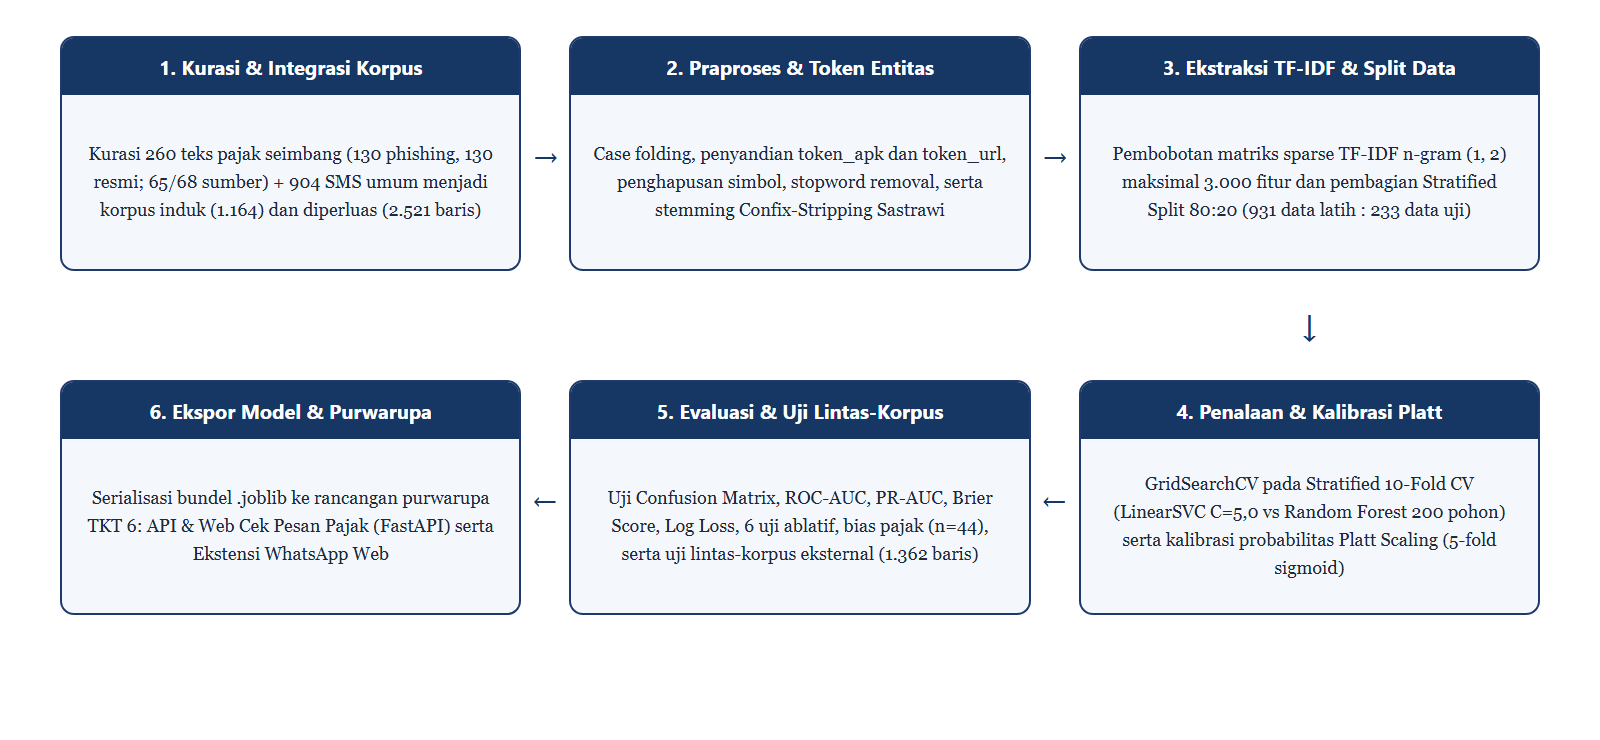 1. Kurasi & Integrasi Korpus
Kurasi 260 teks pajak seimbang (130 phishing, 130
resmi; 65/68 sumber) + 904 SMS umum menjadi
korpus induk (1.164) dan diperluas (2.521 baris)
→
2. Praproses & Token Entitas
Case folding, penyandian token_apk dan token_url,
penghapusan simbol, stopword removal, serta
stemming Confix-Stripping Sastrawi
→
3. Ekstraksi TF-IDF & Split Data
Pembobotan matriks sparse TF-IDF n-gram (1, 2)
maksimal 3.000 fitur dan pembagian Stratified
Split 80:20 (931 data latih : 233 data uji)
↓
4. Penalaan & Kalibrasi Platt
GridSearchCV pada Stratified 10-Fold CV
(LinearSVC C=5,0 vs Random Forest 200 pohon)
serta kalibrasi probabilitas Platt Scaling (5-fold
sigmoid)
←
5. Evaluasi & Uji Lintas-Korpus
Uji Confusion Matrix, ROC-AUC, PR-AUC, Brier
Score, Log Loss, 6 uji ablatif, bias pajak (n=44),
serta uji lintas-korpus eksternal (1.362 baris)
←
6. Ekspor Model & Purwarupa
Serialisasi bundel .joblib ke rancangan purwarupa
TKT 6: API & Web Cek Pesan Pajak (FastAPI) serta
Ekstensi WhatsApp Web